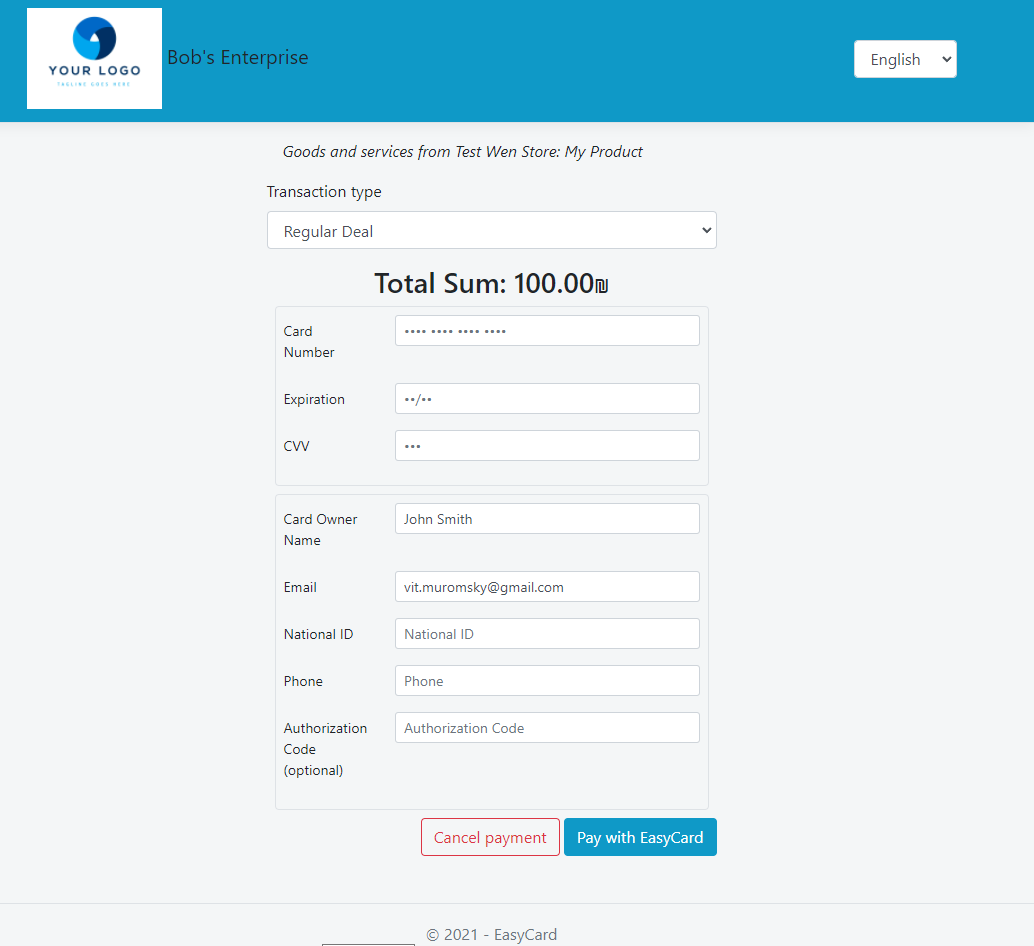 YOUR LOGO
TAGLINE GOES HERE
Bob's Enterprise
English
Goods and services from Test Wen Store: My Product
Transaction type
Regular Deal
Total Sum: 100.00₪
Card
Number
•••• •••• •••• ••••
Expiration
••/••
CVV
•••
Card Owner
Name
John Smith
Email
vit.muromsky@gmail.com
National ID
National ID
Phone
Phone
Authorization
Code
(optional)
Authorization Code
Cancel payment
Pay with EasyCard
© 2021 - EasyCard